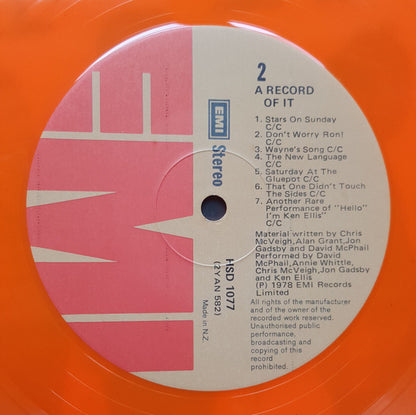 2
A RECORD
OF IT
1. Stars On Sunday
C/C
2. Don't Worry Ron!
C/C
3. Wayne's Song C/C
4. The New Language
C/C
5. Saturday At The
Gluepot C/C
6. That One Didn't Touch
The Sides C/C
7. Another Rare
Performance of "Hello"
I'm Ken Ellis"
C/C
Material written by Chris
McVeigh,Alan Grant,Jon
Gadsby and David McPhail
Performed by David
McPhail,Annie Whittle,
Chris McVeigh,Jon Gadsby
and Ken Ellis
(P) 1978 EMI Records
Limited
All rights of the manufacturer
and of the owner of the
recorded work reserved.
Unauthorised public
performance,
broadcasting and
copying of this
record
prohibited.
EMI
Stereo
HSD 1077
(2YAN 582)
Made in N.Z.
EMI